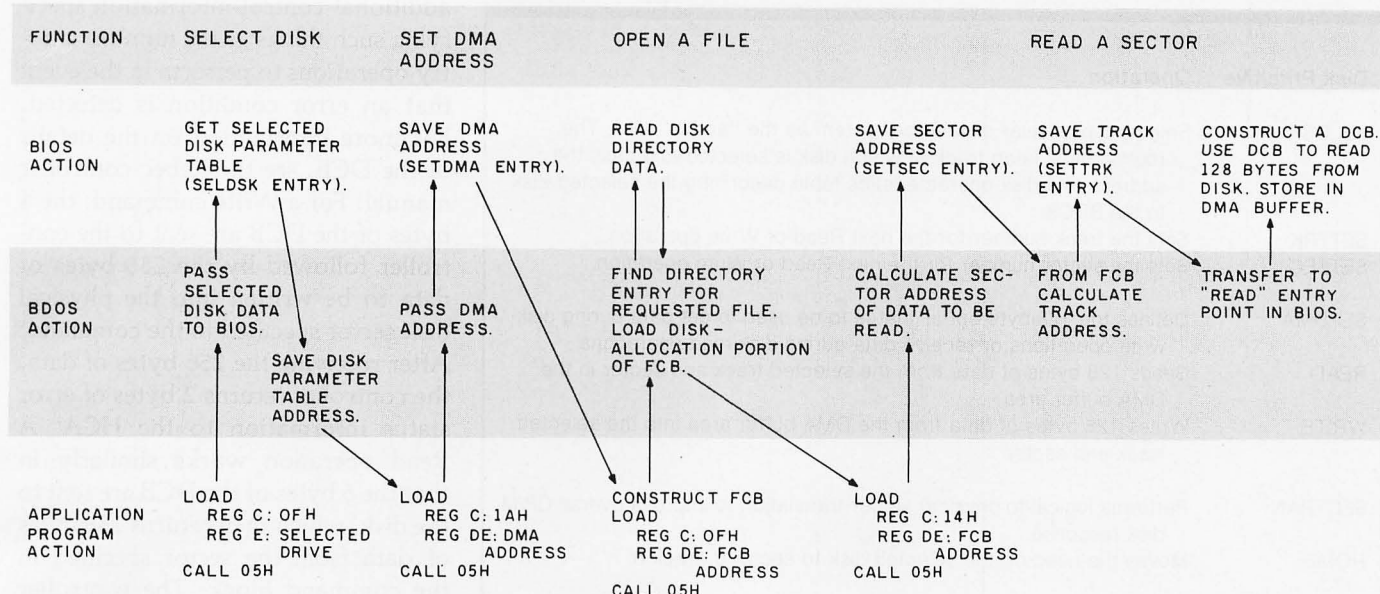 FUNCTION
SELECT DISK
SET DMA
ADDRESS
OPEN A FILE
READ A SECTOR
BIOS
ACTION
GET SELECTED
DISK PARAMETER
TABLE
(SELDSK ENTRY).
SAVE DMA
ADDRESS
(SETDMA ENTRY).
READ DISK
DIRECTORY
DATA.
SAVE SECTOR
ADDRESS
(SETSEC ENTRY).
SAVE TRACK
ADDRESS
(SETTRK
ENTRY).
CONSTRUCT A DCB.
USE DCB TO READ
128 BYTES FROM
DISK. STORE IN
DMA BUFFER.
BDOS
ACTION
PASS
SELECTED
DISK DATA
TO BIOS.
SAVE DISK
PARAMETER
TABLE
ADDRESS.
PASS DMA
ADDRESS.
FIND DIRECTORY
ENTRY FOR
REQUESTED FILE.
LOAD DISK-
ALLOCATION PORTION
OF FCB.
CALCULATE SEC-
TOR ADDRESS
OF DATA TO BE
READ.
FROM FCB
CALCULATE
TRACK
ADDRESS.
TRANSFER TO
"READ" ENTRY
POINT IN BIOS.
APPLICATION
PROGRAM
ACTION
LOAD
REG C: 0FH
REG E: SELECTED
DRIVE
CALL 05H
LOAD
REG C: 1AH
REG DE: DMA
ADDRESS
CALL 05H
CONSTRUCT FCB
LOAD
REG C: 0FH
REG DE: FCB
ADDRESS
CALL 05H
LOAD
REG C: 14H
REG DE: FCB
ADDRESS
CALL 05H